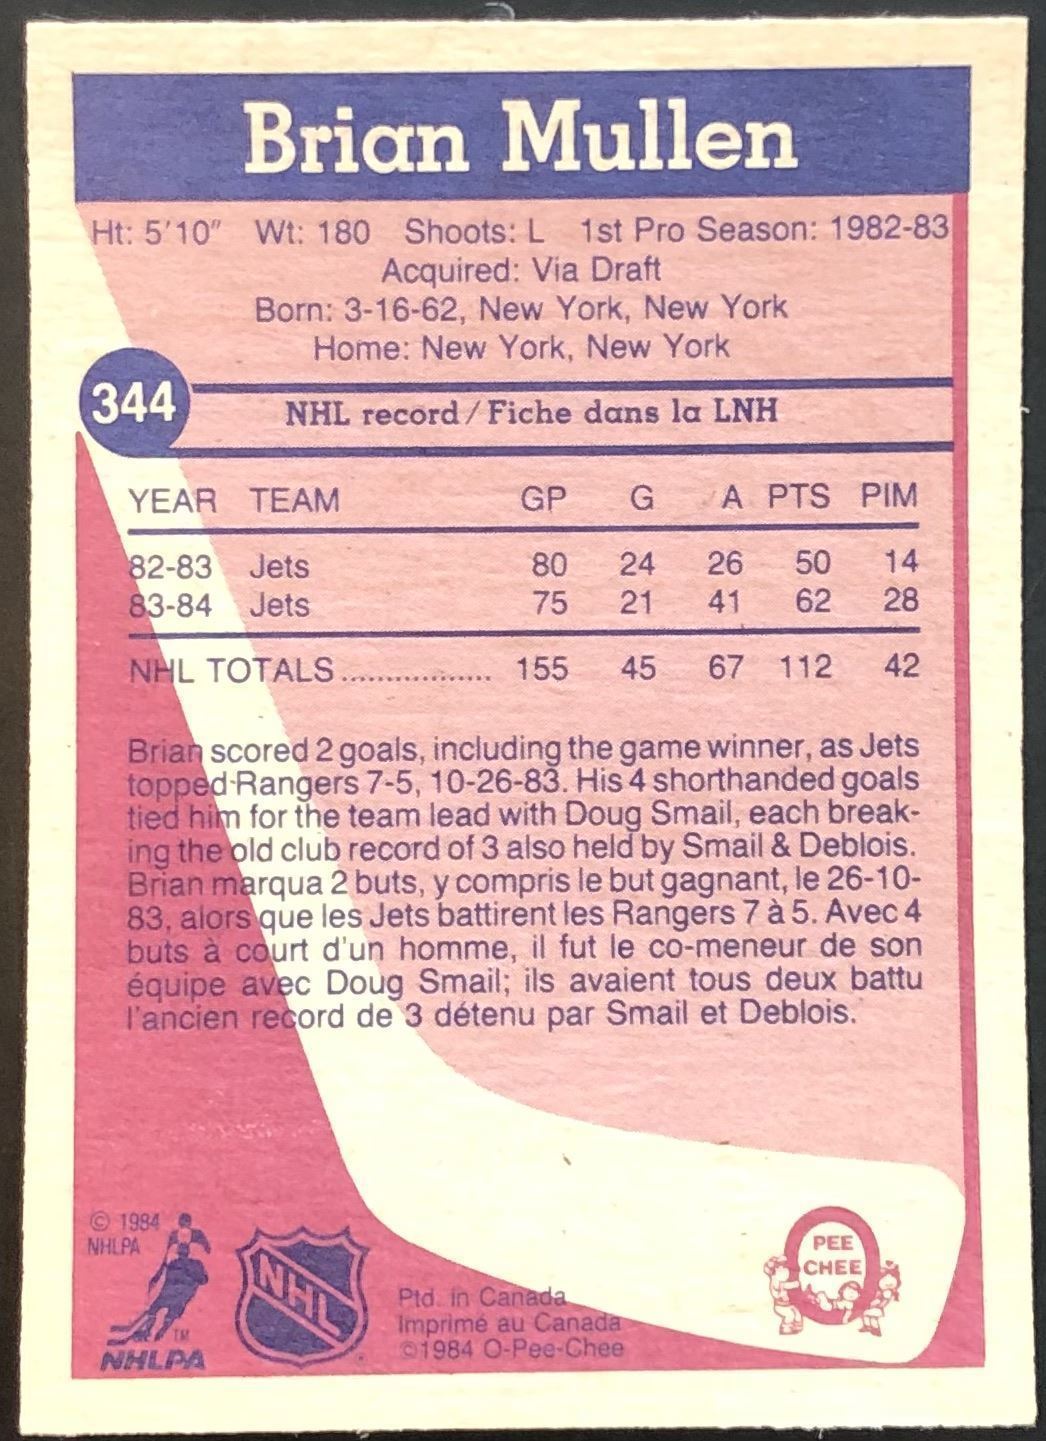 Brian Mullen
Ht: 5'10" Wt: 180 Shoots: L 1st Pro Season: 1982-83
Acquired: Via Draft
Born: 3-16-62, New York, New York
Home: New York, New York
344
NHL record/Fiche dans la LNH
YEAR TEAM GP G A PTS PIM
82-83 Jets 80 24 26 50 14
83-84 Jets 75 21 41 62 28
NHL TOTALS................. 155 45 67 112 42
Brian scored 2 goals, including the game winner, as Jets
topped Rangers 7-5, 10-26-83. His 4 shorthanded goals
tied him for the team lead with Doug Smail, each break-
ing the old club record of 3 also held by Smail & Deblois.
Brian marqua 2 buts, y compris le but gagnant, le 26-10-
83, alors que les Jets battirent les Rangers 7 à 5. Avec 4
buts à court d'un homme, il fut le co-meneur de son
équipe avec Doug Smail; ils avaient tous deux battu
l'ancien record de 3 détenu par Smail et Deblois.
© 1984
NHLPA
TM
NHLPA
NHL
Ptd. in Canada
Imprimé au Canada
©1984 O-Pee-Chee
O
PEE
CHEE